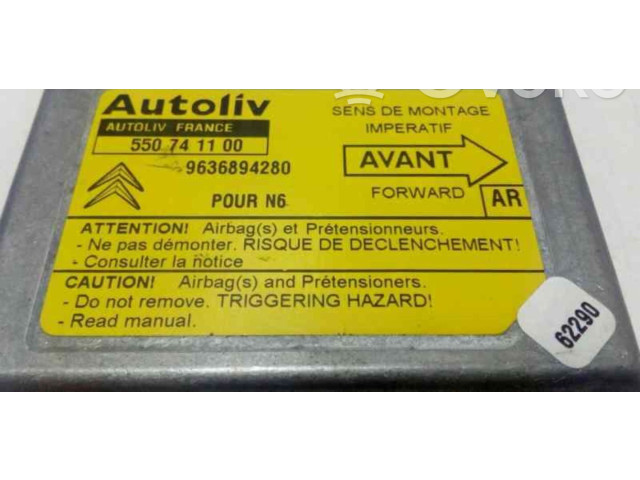 Autoliv
AUTOLIV FRANCE
550 74 11 00
9636894280
POUR N6
SENS DE MONTAGE
IMPERATIF
AVANT
FORWARD
AR
ATTENTION! Airbag(s) et Prétensionneurs.
- Ne pas démonter. RISQUE DE DECLENCHEMENT!
- Consulter la notice
CAUTION! Airbag(s) and Prétensioners.
- Do not remove. TRIGGERING HAZARD!
- Read manual.
62290